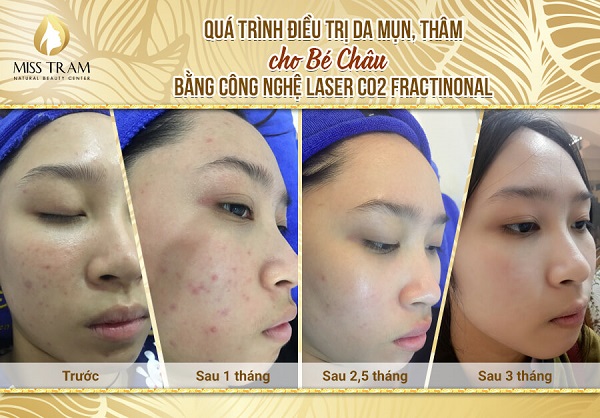 MISS TRAM
NATURAL BEAUTY CENTER
QUÁ TRÌNH ĐIỀU TRỊ DA MỤN, THÂM
cho Bé Châu
BẰNG CÔNG NGHỆ LASER CO2 FRACTINONAL
Trước
Sau 1 tháng
Sau 2,5 tháng
Sau 3 tháng